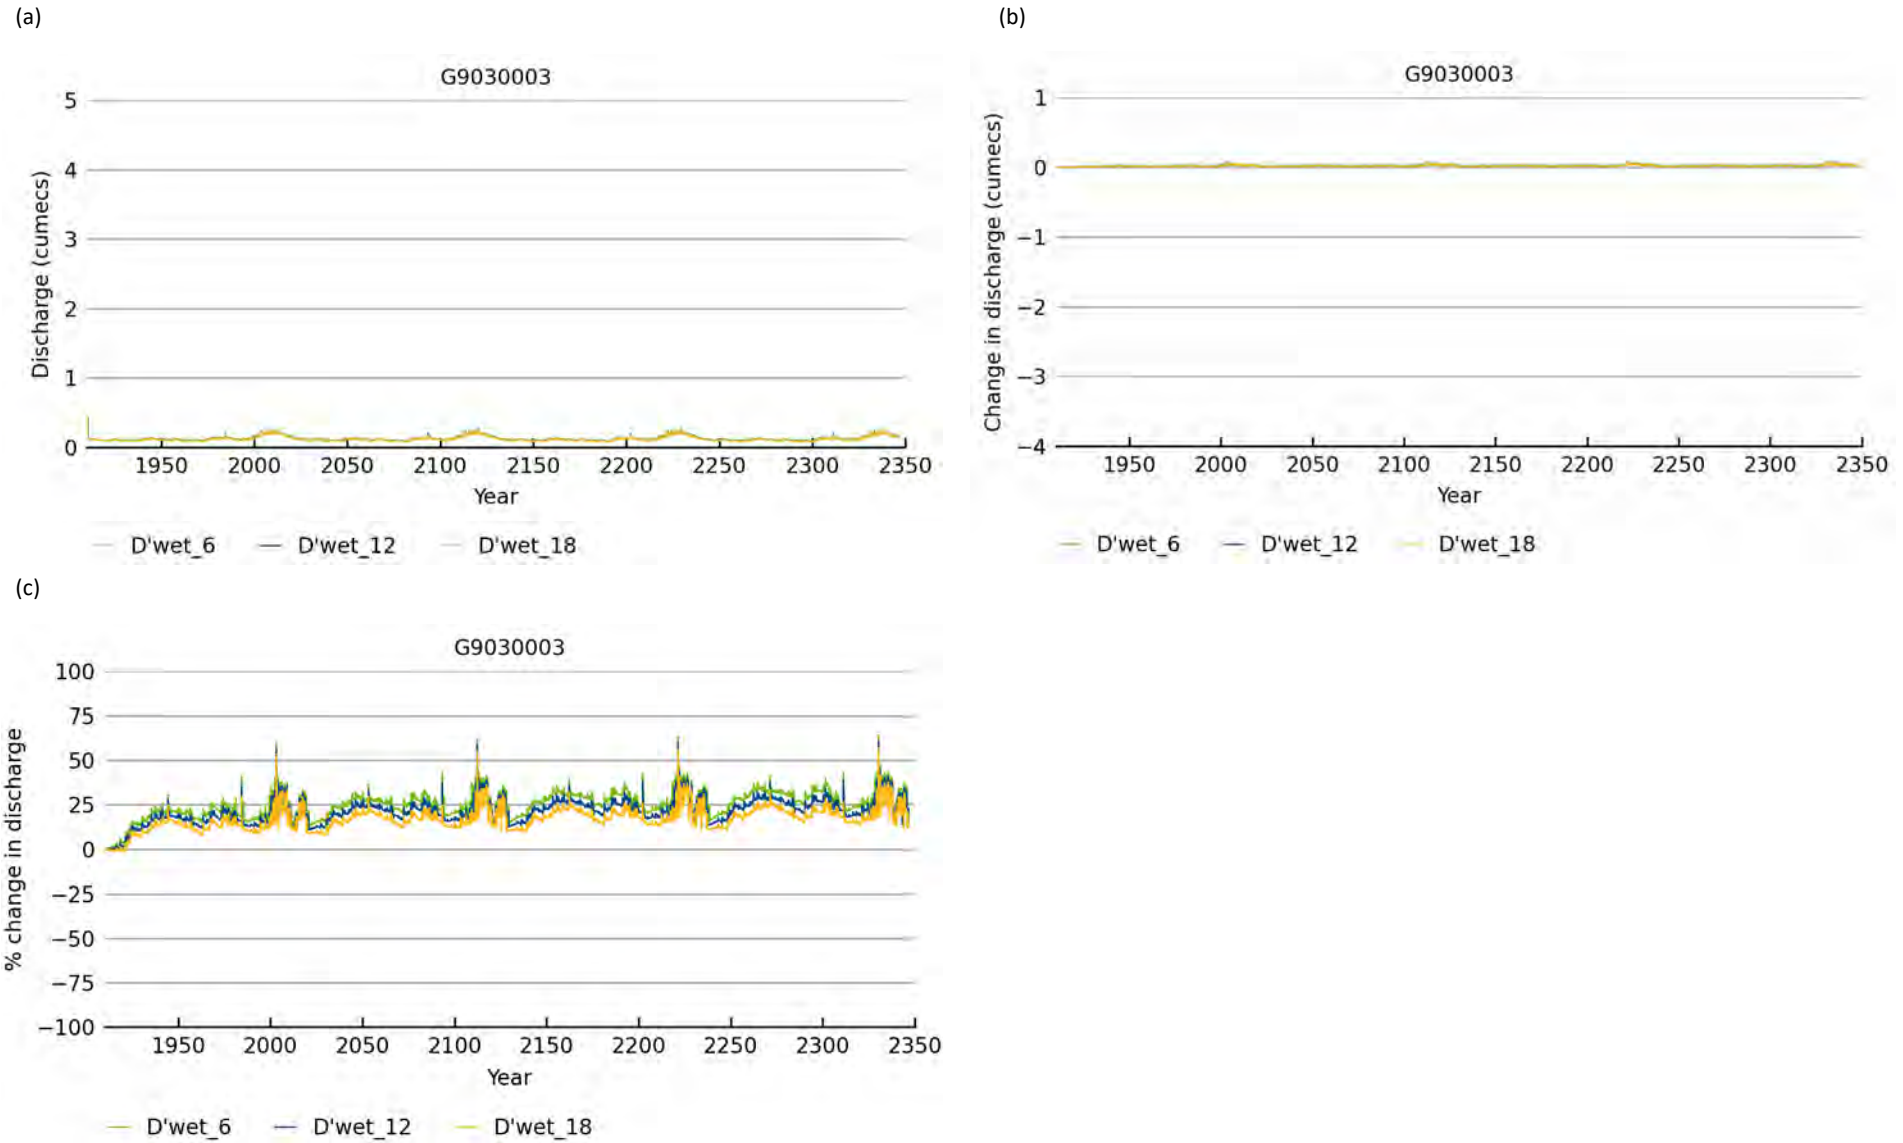 (a)
G9030003
5
4
3
2
1
0
Discharge (cumecs)
1950 2000 2050 2100 2150 2200 2250 2300 2350
Year
D'wet_6 D'wet_12 D'wet_18
(b)
G9030003
1
0
−1
−2
−3
−4
Change in discharge (cumecs)
1950 2000 2050 2100 2150 2200 2250 2300 2350
Year
D'wet_6 D'wet_12 D'wet_18
(c)
G9030003
100
75
50
25
0
−25
−50
−75
−100
% change in discharge
1950 2000 2050 2100 2150 2200 2250 2300 2350
Year
D'wet_6 D'wet_12 D'wet_18